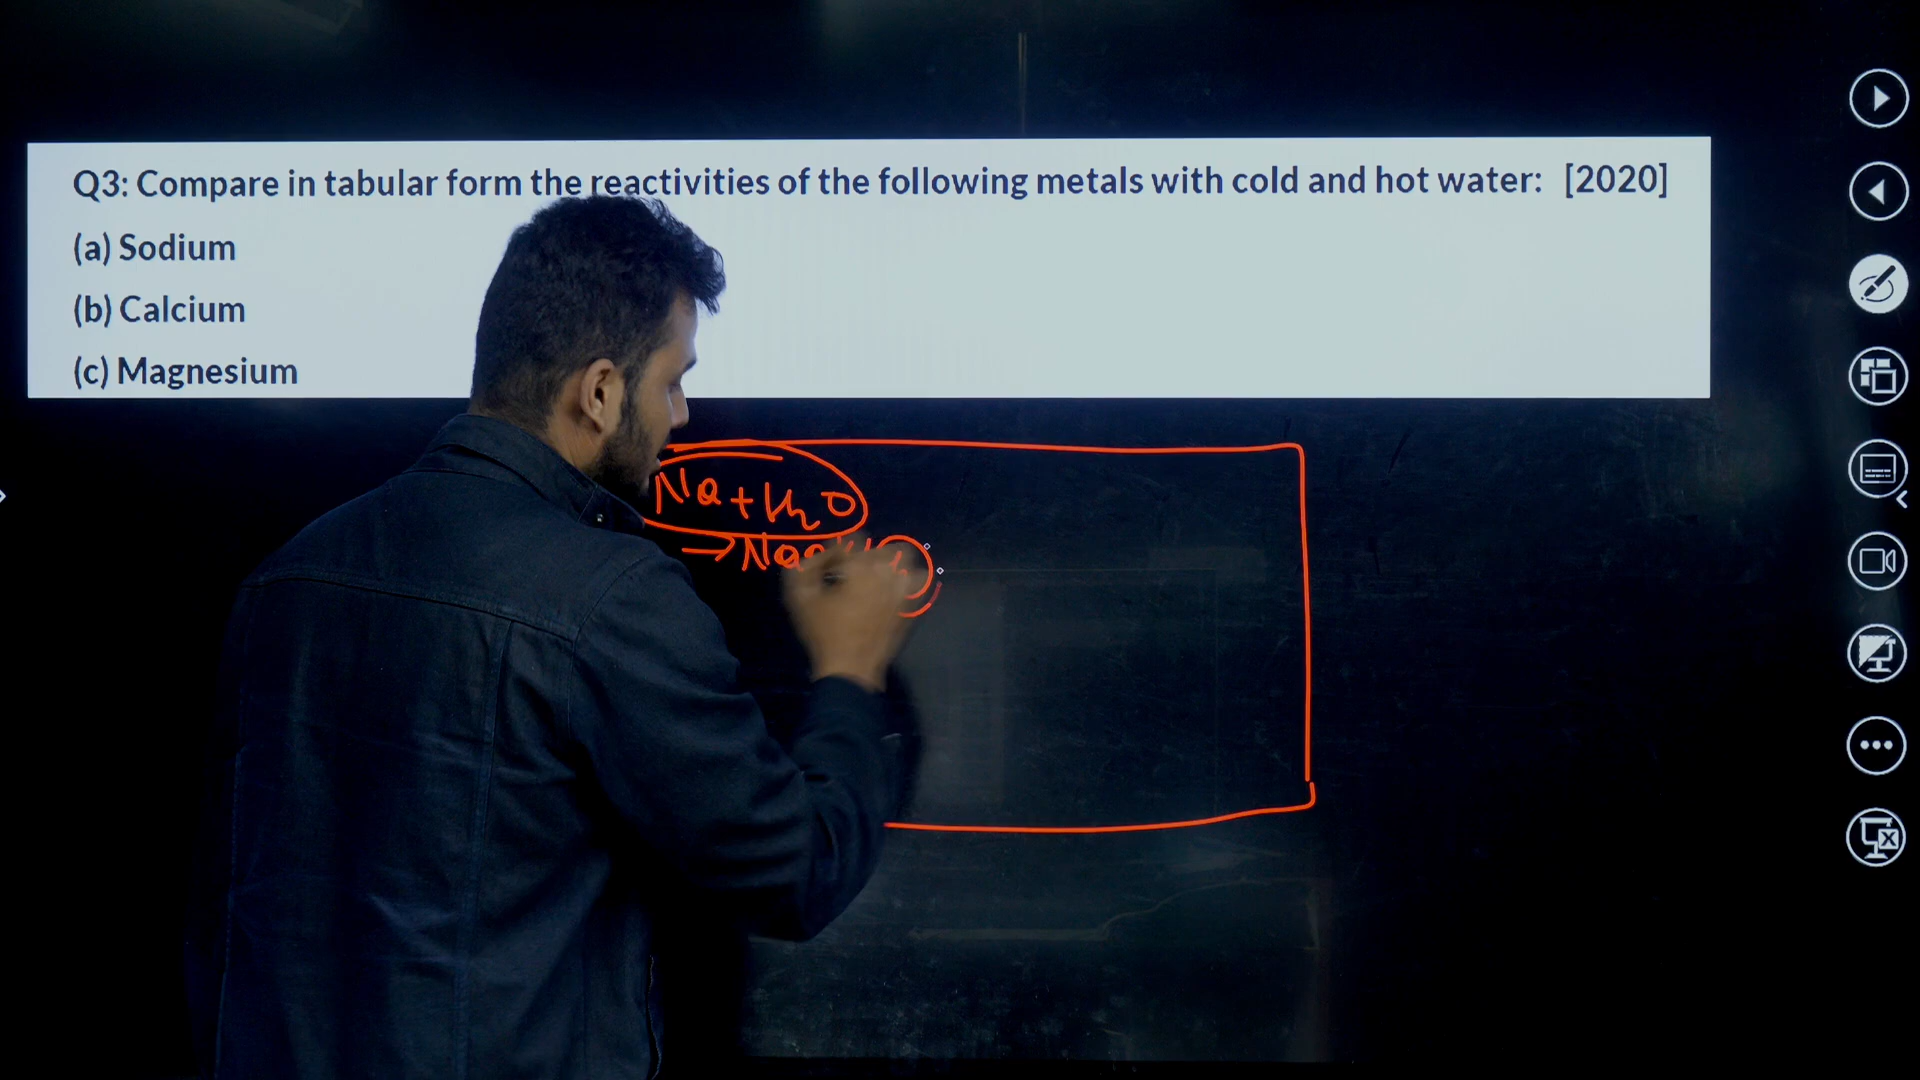 Q3: Compare in tabular form the reactivities of the following metals with cold and hot water: [2020]
(a) Sodium
(b) Calcium
(c) Magnesium
Na + H2O
→